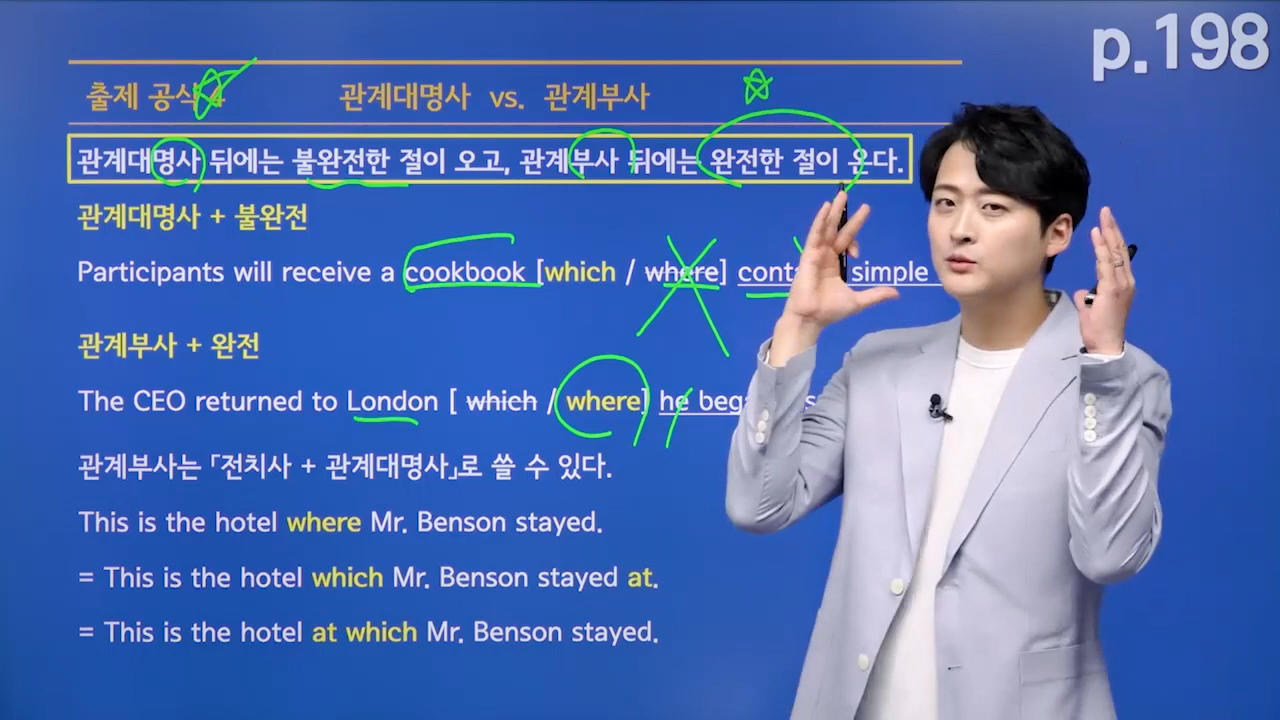 p.198
출제 공식 4
관계대명사 vs. 관계부사
관계대명사 뒤에는 불완전한 절이 오고, 관계부사 뒤에는 완전한 절이 온다.
관계대명사 + 불완전
Participants will receive a cookbook [which / where] simple
관계부사 + 완전
The CEO returned to London [ which / where] he
관계부사는 「전치사 + 관계대명사」로 쓸 수 있다.
This is the hotel where Mr. Benson stayed.
= This is the hotel which Mr. Benson stayed at.
= This is the hotel at which Mr. Benson stayed.